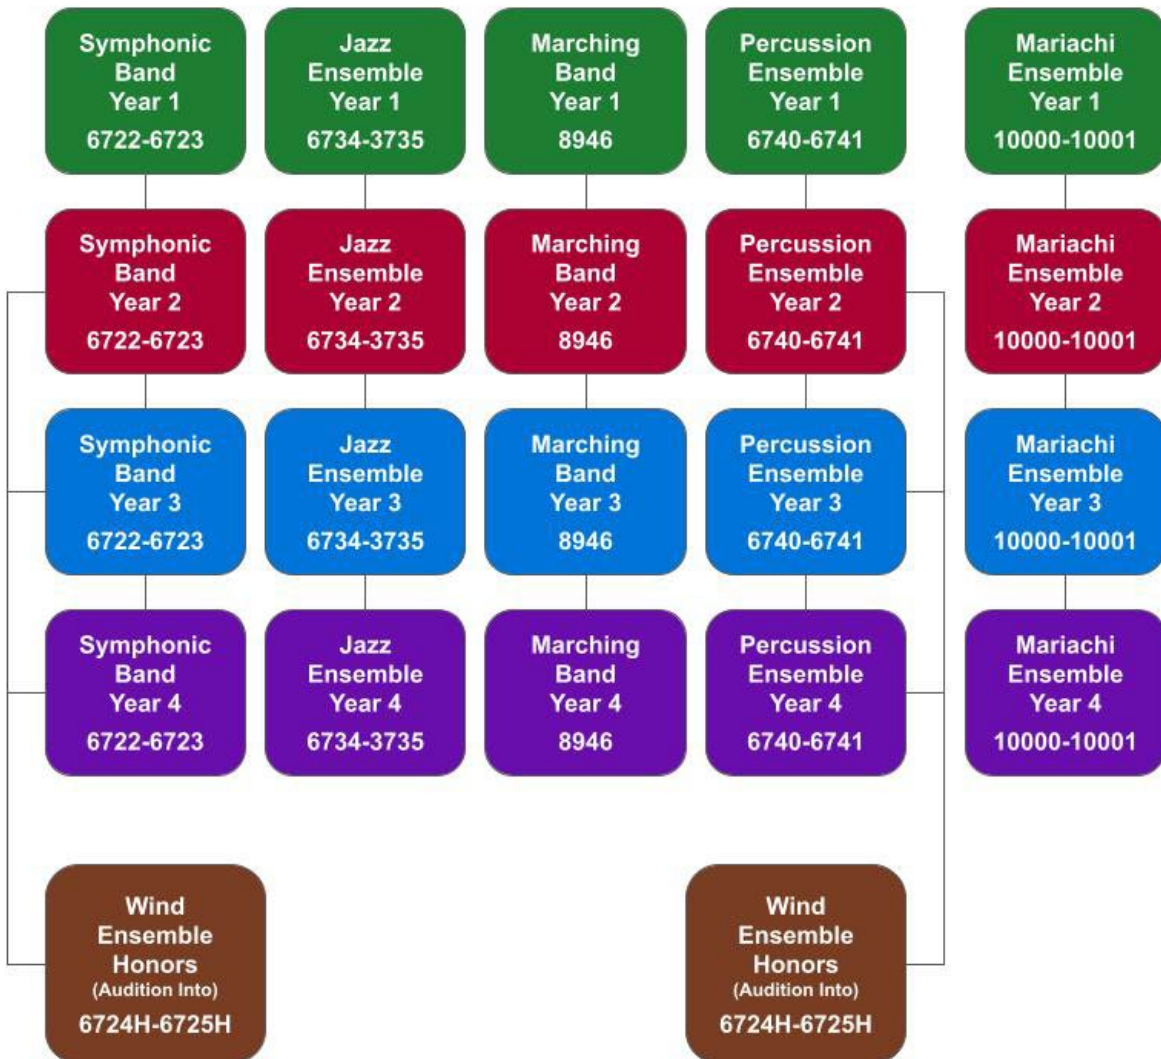 Symphonic
Band
Year 1
6722-6723
Jazz
Ensemble
Year 1
6734-3735
Marching
Band
Year 1
8946
Percussion
Ensemble
Year 1
6740-6741
Mariachi
Ensemble
Year 1
10000-10001
Symphonic
Band
Year 2
6722-6723
Jazz
Ensemble
Year 2
6734-3735
Marching
Band
Year 2
8946
Percussion
Ensemble
Year 2
6740-6741
Mariachi
Ensemble
Year 2
10000-10001
Symphonic
Band
Year 3
6722-6723
Jazz
Ensemble
Year 3
6734-3735
Marching
Band
Year 3
8946
Percussion
Ensemble
Year 3
6740-6741
Mariachi
Ensemble
Year 3
10000-10001
Symphonic
Band
Year 4
6722-6723
Jazz
Ensemble
Year 4
6734-3735
Marching
Band
Year 4
8946
Percussion
Ensemble
Year 4
6740-6741
Mariachi
Ensemble
Year 4
10000-10001
Wind
Ensemble
Honors
(Audition Into)
6724H-6725H
Wind
Ensemble
Honors
(Audition Into)
6724H-6725H